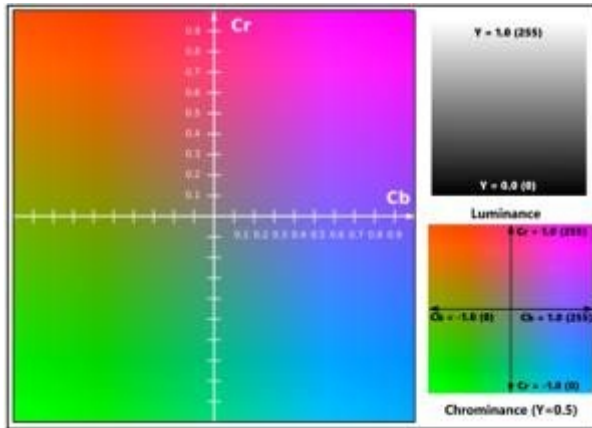 Cr
0.9
0.8
0.7
0.6
0.5
0.4
0.3
0.2
0.1
Cb
0.1 0.2 0.3 0.4 0.5 0.6 0.7 0.8 0.9
Y = 1.0 (255)
Y = 0.0 (0)
Luminance
Cr = 1.0 (255)
Cb = -1.0 (0) Cb = 1.0 (255)
Cr = -1.0 (0)
Chrominance (Y=0.5)